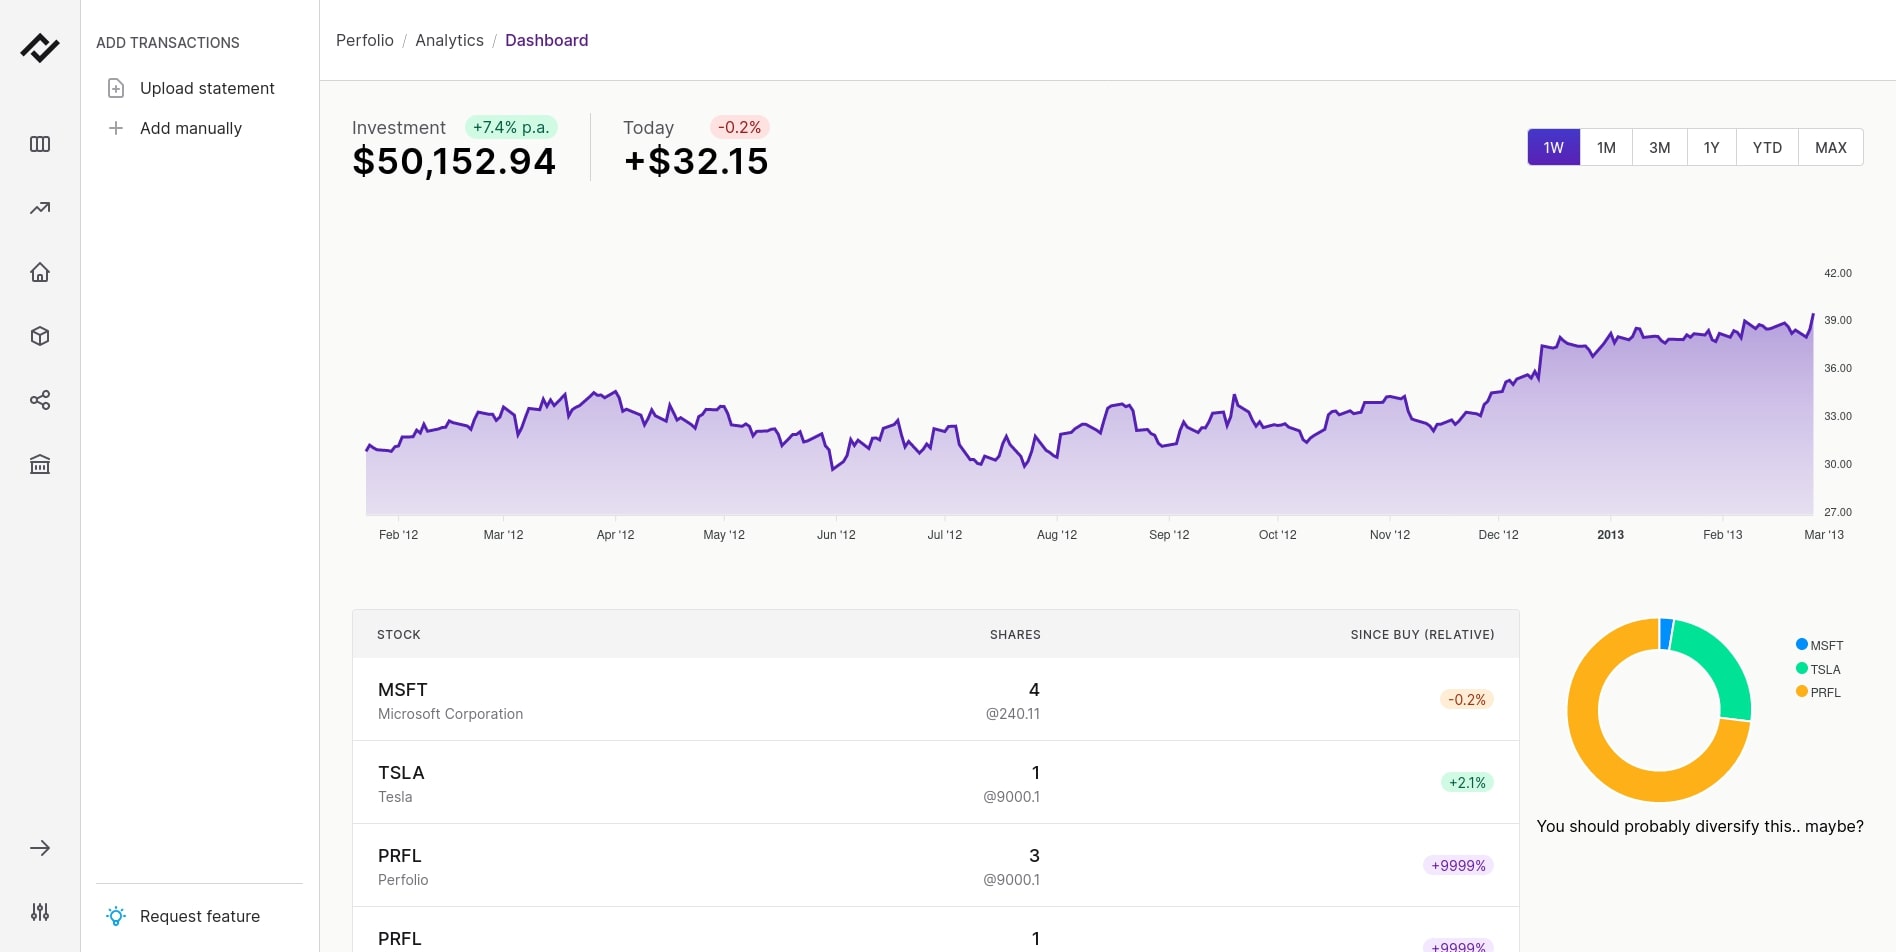 ADD TRANSACTIONS
Upload statement
Add manually
Request feature
Perfolio / Analytics / Dashboard
Investment +7.4% p.a.
$50,152.94
Today -0.2%
+$32.15
1W 1M 3M 1Y YTD MAX
42.00
39.00
36.00
33.00
30.00
27.00
Feb '12 Mar '12 Apr '12 May '12 Jun '12 Jul '12 Aug '12 Sep '12 Oct '12 Nov '12 Dec '12 2013 Feb '13 Mar '13
STOCK SHARES SINCE BUY (RELATIVE)
MSFT 4
Microsoft Corporation @240.11 -0.2%
TSLA 1
Tesla @9000.1 +2.1%
PRFL 3
Perfolio @9000.1 +9999%
PRFL 1
+9999%
MSFT
TSLA
PRFL
You should probably diversify this.. maybe?